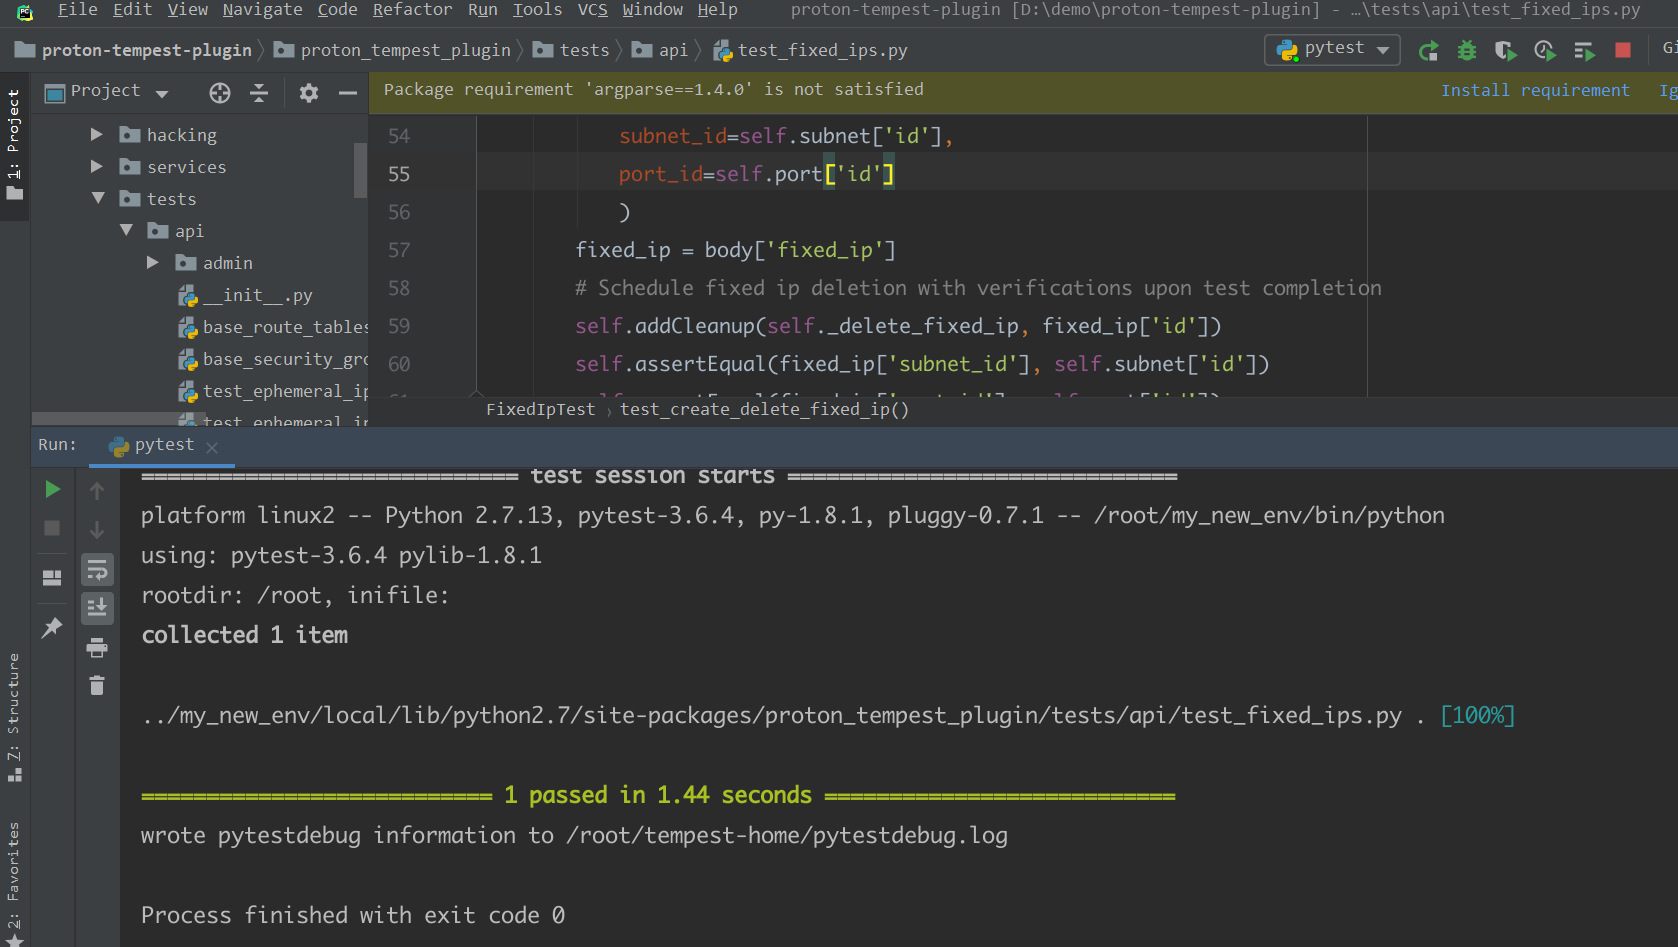 File Edit View Navigate Code Refactor Run Tools VCS Window Help proton-tempest-plugin [D:\demo\proton-tempest-plugin] - ...\tests\api\test_fixed_ips.py
proton-tempest-plugin proton_tempest_plugin tests api test_fixed_ips.py pytest
1: Project
Project
Package requirement 'argparse==1.4.0' is not satisfied Install requirement
hacking
services
tests
api
admin
__init__.py
base_route_tables
base_security_gro
test_ephemeral_ip
test_ephemeral_ip
54 subnet_id=self.subnet['id'],
55 port_id=self.port['id']
56 )
57 fixed_ip = body['fixed_ip']
58 # Schedule fixed ip deletion with verifications upon test completion
59 self.addCleanup(self._delete_fixed_ip, fixed_ip['id'])
60 self.assertEqual(fixed_ip['subnet_id'], self.subnet['id'])
FixedIpTest › test_create_delete_fixed_ip()
Run: pytest
============================= test session starts ==============================
platform linux2 -- Python 2.7.13, pytest-3.6.4, py-1.8.1, pluggy-0.7.1 -- /root/my_new_env/bin/python
using: pytest-3.6.4 pylib-1.8.1
rootdir: /root, inifile:
collected 1 item
../my_new_env/local/lib/python2.7/site-packages/proton_tempest_plugin/tests/api/test_fixed_ips.py . [100%]
=========================== 1 passed in 1.44 seconds ===========================
wrote pytestdebug information to /root/tempest-home/pytestdebug.log
Process finished with exit code 0
7: Structure
2: Favorites